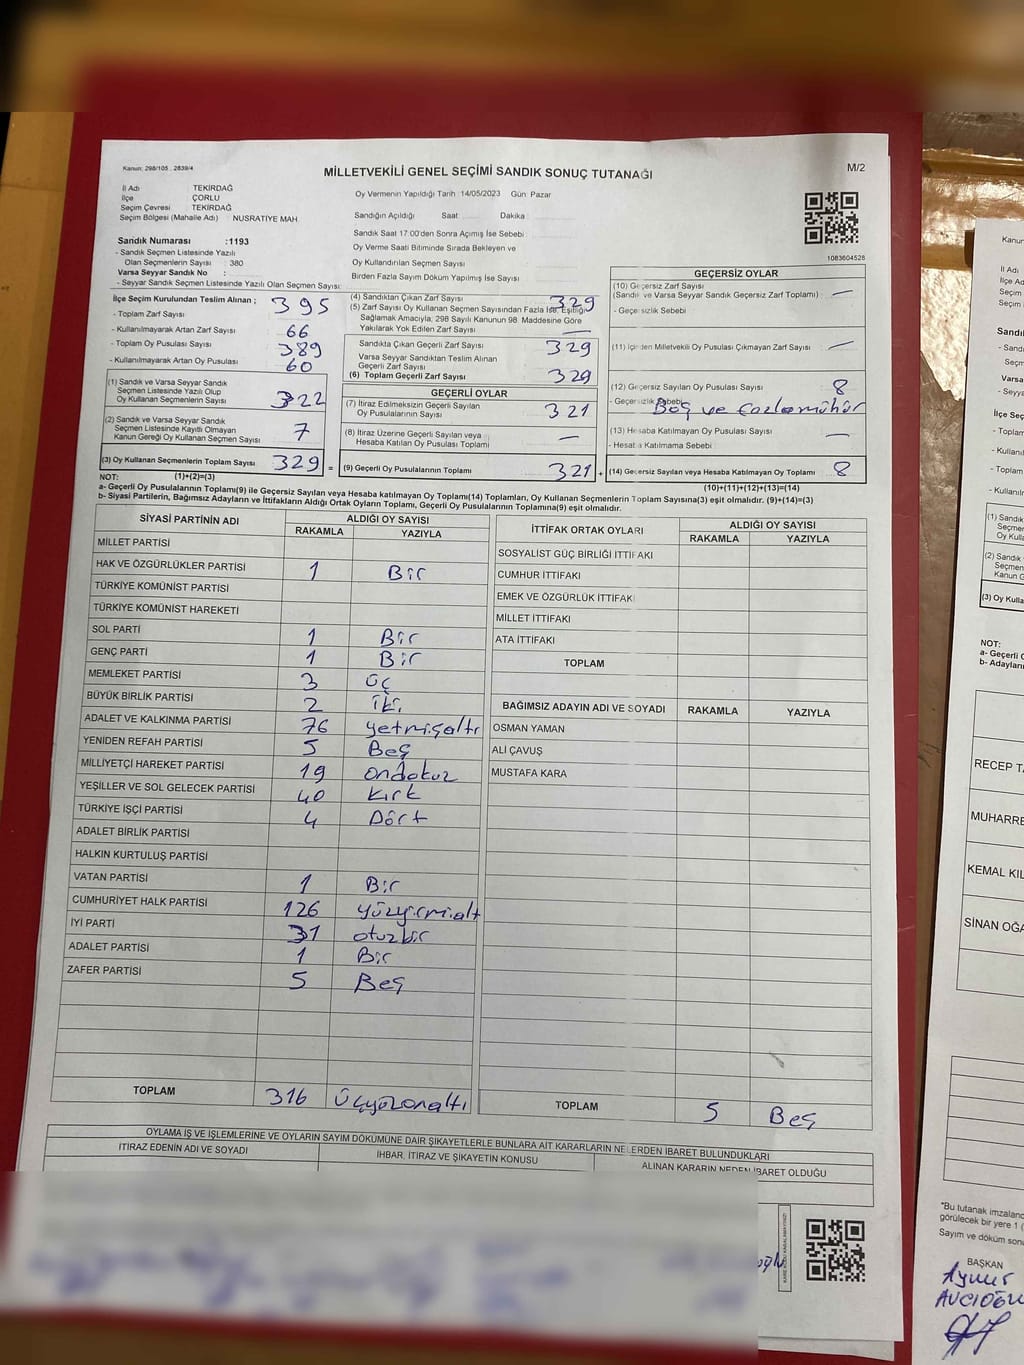 Kanun: 298/105 , 2839/4
MİLLETVEKİLİ GENEL SEÇİMİ SANDIK SONUÇ TUTANAĞI
M/2
İl Adı TEKİRDAĞ
İlçe ÇORLU
Seçim Çevresi TEKİRDAĞ
Seçim Bölgesi (Mahalle Adı) NUSRATİYE MAH
Oy Vermenin Yapıldığı Tarih :14/05/2023 Gün: Pazar
Sandığın Açıldığı Saat: Dakika:
Sandık Saat 17:00'den Sonra Açımış İse Sebebi
Oy Verme Saati Bitiminde Sırada Bekleyen ve
Oy Kullandırılan Seçmen Sayısı
Birden Fazla Sayım Döküm Yapılmış İse Sayısı
1083604528
Sandık Numarası :1193
- Sandık Seçmen Listesinde Yazılı
Olan Seçmenlerin Sayısı : 380
Varsa Seyyar Sandık No :
- Seyyar Sandık Seçmen Listesinde Yazılı Olan Seçmen Sayısı:
İlçe Seçim Kurulundan Teslim Alınan ;
- Toplam Zarf Sayısı 395
- Kullanılmayarak Artan Zarf Sayısı 66
- Toplam Oy Pusulası Sayısı 389
- Kullanılmayarak Artan Oy Pusulası 60
(1) Sandık ve Varsa Seyyar Sandık
Seçmen Listesinde Yazılı Olup
Oy Kullanan Seçmenlerin Sayısı 322
(2) Sandık ve Varsa Seyyar Sandık
Seçmen Listesinde Kayıtlı Olmayan
Kanun Gereği Oy Kullanan Seçmen Sayısı 7
(3) Oy Kullanan Seçmenlerin Toplam Sayısı 329 =
(4) Sandıktan Çıkan Zarf Sayısı 329
(5) Zarf Sayısı Oy Kullanan Seçmen Sayısından Fazla İse, Eşitliği
Sağlamak Amacıyla; 298 Sayılı Kanunun 98. Maddesine Göre
Yakılarak Yok Edilen Zarf Sayısı —
Sandıkta Çıkan Geçerli Zarf Sayısı 329
Varsa Seyyar Sandıktan Teslim Alınan
Geçerli Zarf Sayısı
(6) Toplam Geçerli Zarf Sayısı 329
GEÇERLİ OYLAR
(7) İtiraz Edilmeksizin Geçerli Sayılan
Oy Pusulalarının Sayısı 321
(8) İtiraz Üzerine Geçerli Sayılan veya
Hesaba Katılan Oy Pusulası Toplamı —
(9) Geçerli Oy Pusulalarının Toplamı 321 +
GEÇERSİZ OYLAR
(10) Geçersiz Zarf Sayısı
(Sandık ve Varsa Seyyar Sandık Geçersiz Zarf Toplamı) —
- Geçersizlik Sebebi
(11) İçinden Milletvekili Oy Pusulası Çıkmayan Zarf Sayısı —
(12) Geçersiz Sayılan Oy Pusulası Sayısı 8
- Geçersizlik Sebebi Boş ve fazla mühür
(13) Hesaba Katılmayan Oy Pusulası Sayısı —
- Hesaba Katılmama Sebebi
(14) Geçersiz Sayılan veya Hesaba Katılmayan Oy Toplamı 8
NOT: (1)+(2)=(3)
(10)+(11)+(12)+(13)=(14)
a- Geçerli Oy Pusulaları Toplamı(9) ile Geçersiz Sayılan veya Hesaba katılmayan Oy Toplamı(14) Toplamları, Oy Kullanan Seçmenlerin Toplam Sayısına(3) eşit olmalıdır. (9)+(14)=(3)
b- Siyasi Partilerin, Bağımsız Adayların ve İttifakların Aldığı Ortak Oyların Toplamı, Geçerli Oy Pusulalarının Toplamına(9) eşit olmalıdır.
SİYASİ PARTİNİN ADI
ALDIĞI OY SAYISI
RAKAMLA YAZIYLA
MİLLET PARTİSİ
HAK VE ÖZGÜRLÜKLER PARTİSİ 1 Bir
TÜRKİYE KOMÜNİST PARTİSİ
TÜRKİYE KOMÜNİST HAREKETİ
SOL PARTİ 1 Bir
GENÇ PARTİ 1 Bir
MEMLEKET PARTİSİ 3 Üç
BÜYÜK BİRLİK PARTİSİ 2 İki
ADALET VE KALKINMA PARTİSİ 76 yetmişaltı
YENİDEN REFAH PARTİSİ 5 Beş
MİLLİYETÇİ HAREKET PARTİSİ 19 ondokuz
YEŞİLLER VE SOL GELECEK PARTİSİ 40 Kırk
TÜRKİYE İŞÇİ PARTİSİ 4 Dört
ADALET BİRLİK PARTİSİ
HALKIN KURTULUŞ PARTİSİ
VATAN PARTİSİ 1 Bir
CUMHURİYET HALK PARTİSİ 126 yüzyirmialt
İYİ PARTİ 31 otuzbir
ADALET PARTİSİ 1 Bir
ZAFER PARTİSİ 5 Beş
TOPLAM 316 Üçyüzonaltı
İTTİFAK ORTAK OYLARI
ALDIĞI OY SAYISI
RAKAMLA YAZIYLA
SOSYALİST GÜÇ BİRLİĞİ İTTİFAKI
CUMHUR İTTİFAKI
EMEK VE ÖZGÜRLÜK İTTİFAKI
MİLLET İTTİFAKI
ATA İTTİFAKI
TOPLAM
BAĞIMSIZ ADAYIN ADI VE SOYADI RAKAMLA YAZIYLA
OSMAN YAMAN
ALİ ÇAVUŞ
MUSTAFA KARA
TOPLAM 5 Beş
OYLAMA İŞ VE İŞLEMLERİNE VE OYLARIN SAYIM DÖKÜMÜNE DAİR ŞİKAYETLERLE BUNLARA AİT KARARLARIN NELERDEN İBARET BULUNDUKLARI
İTİRAZ EDENİN ADI VE SOYADI
İHBAR, İTİRAZ VE ŞİKAYETİN KONUSU
ALINAN KARARIN NEDEN İBARET OLDUĞU
Kanun
İl Adı
İlçe
Seçim
Seçim
Sandı
- Sand
Seçm
Varsa
- Seyya
İlçe Seç
- Toplam
- Kullanı
- Toplam
- Kullanı
(1) Sandık
Seçmen
Oy Kulla
(2) Sandık
Seçmen
Kanun G
(3) Oy Kulla
NOT:
a- Geçerli O
b- Adayların
RECEP TA
MUHARRE
KEMAL KIL
SİNAN OĞA
*Bu tutanak imzalanc
görülecek bir yere 1 (
Sayım ve döküm sonu
BAŞKAN
Aynur
AVCIOĞLU